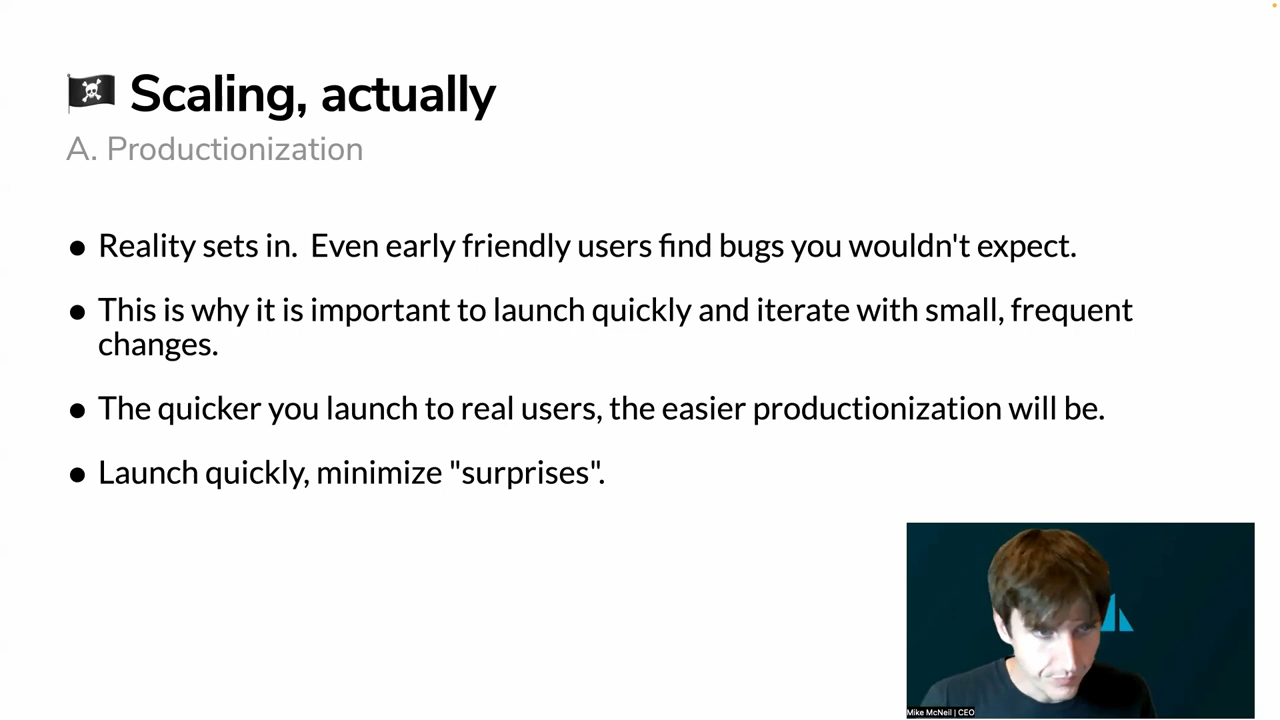 Scaling, actually
A. Productionization
● Reality sets in.  Even early friendly users find bugs you wouldn't expect.
● This is why it is important to launch quickly and iterate with small, frequent
changes.
● The quicker you launch to real users, the easier productionization will be.
● Launch quickly, minimize "surprises".
Mike McNeil | CEO